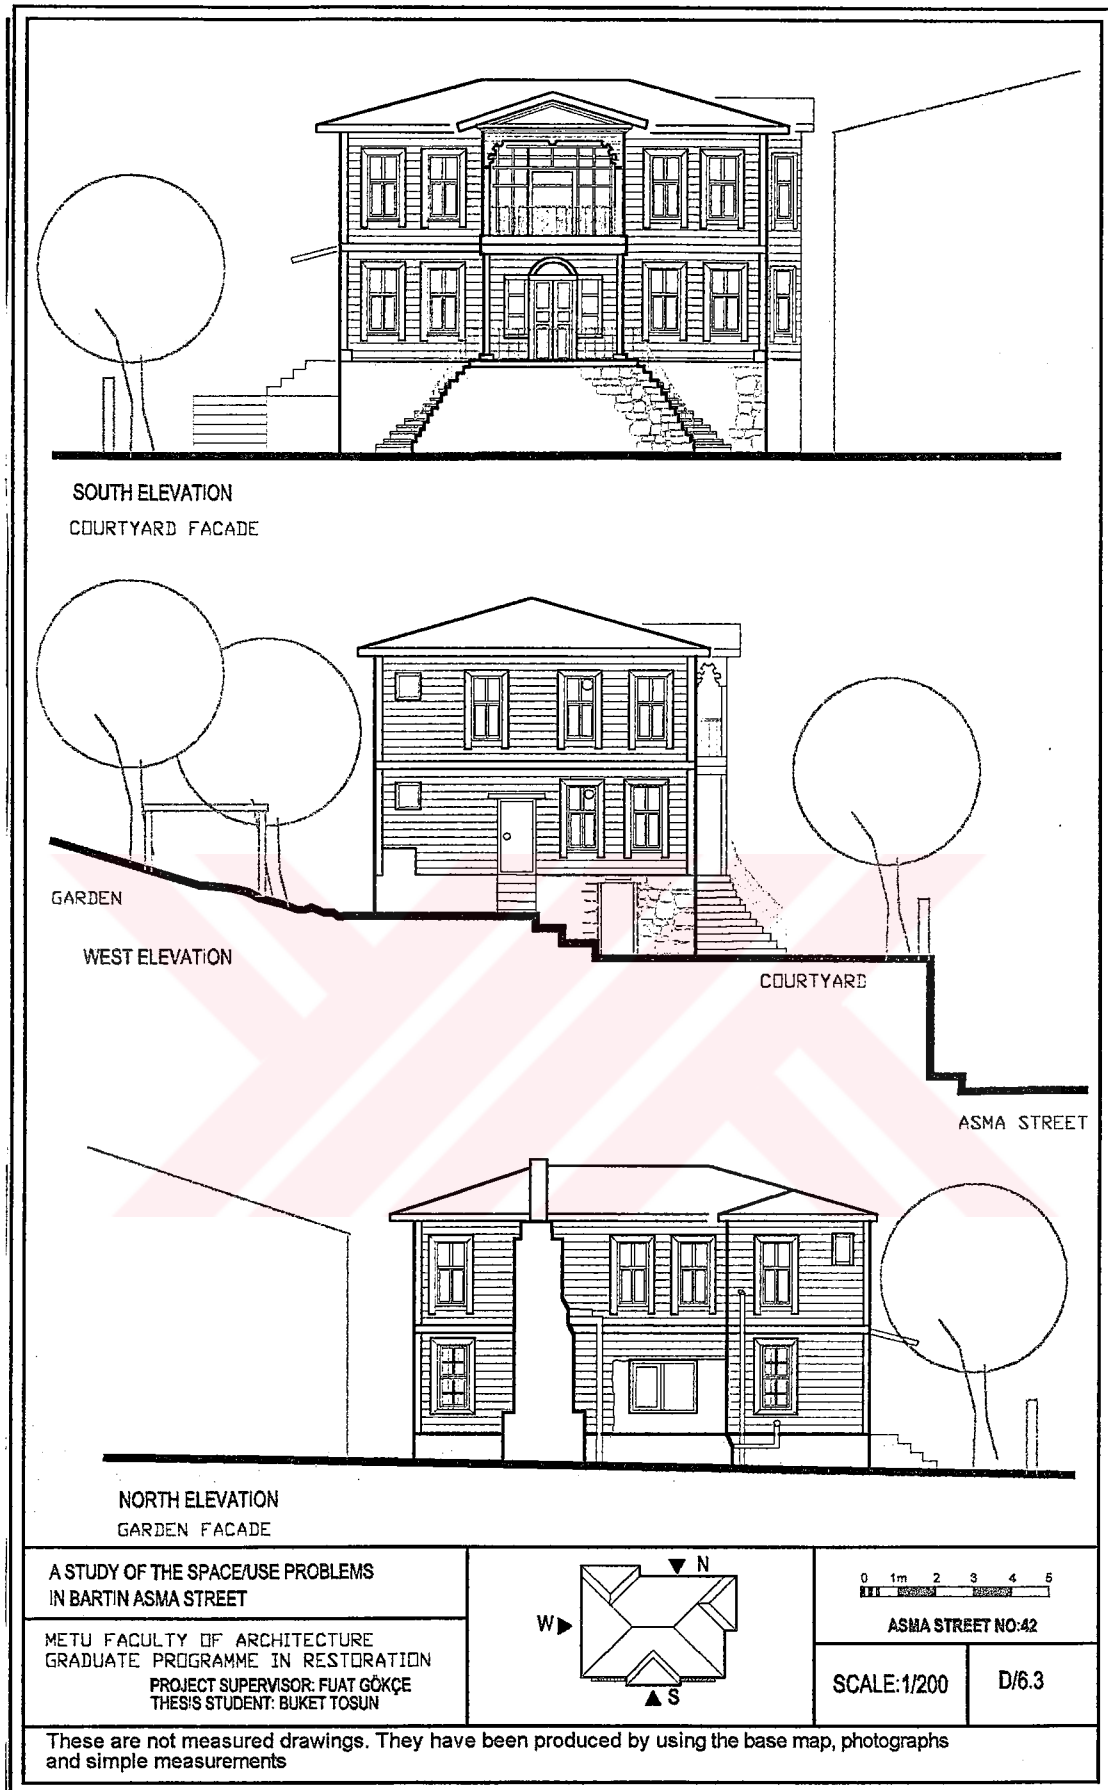 SOUTH ELEVATION
COURTYARD FACADE
GARDEN
WEST ELEVATION
COURTYARD
ASMA STREET
NORTH ELEVATION
GARDEN FACADE
A STUDY OF THE SPACE/USE PROBLEMS
IN BARTIN ASMA STREET
METU FACULTY OF ARCHITECTURE
GRADUATE PROGRAMME IN RESTORATION
PROJECT SUPERVISOR: FUAT GÖKÇE
THESIS STUDENT: BUKET TOSUN
N
W
S
0 1m 2 3 4 5
ASMA STREET NO:42
SCALE:1/200
D/6.3
These are not measured drawings. They have been produced by using the base map, photographs
and simple measurements